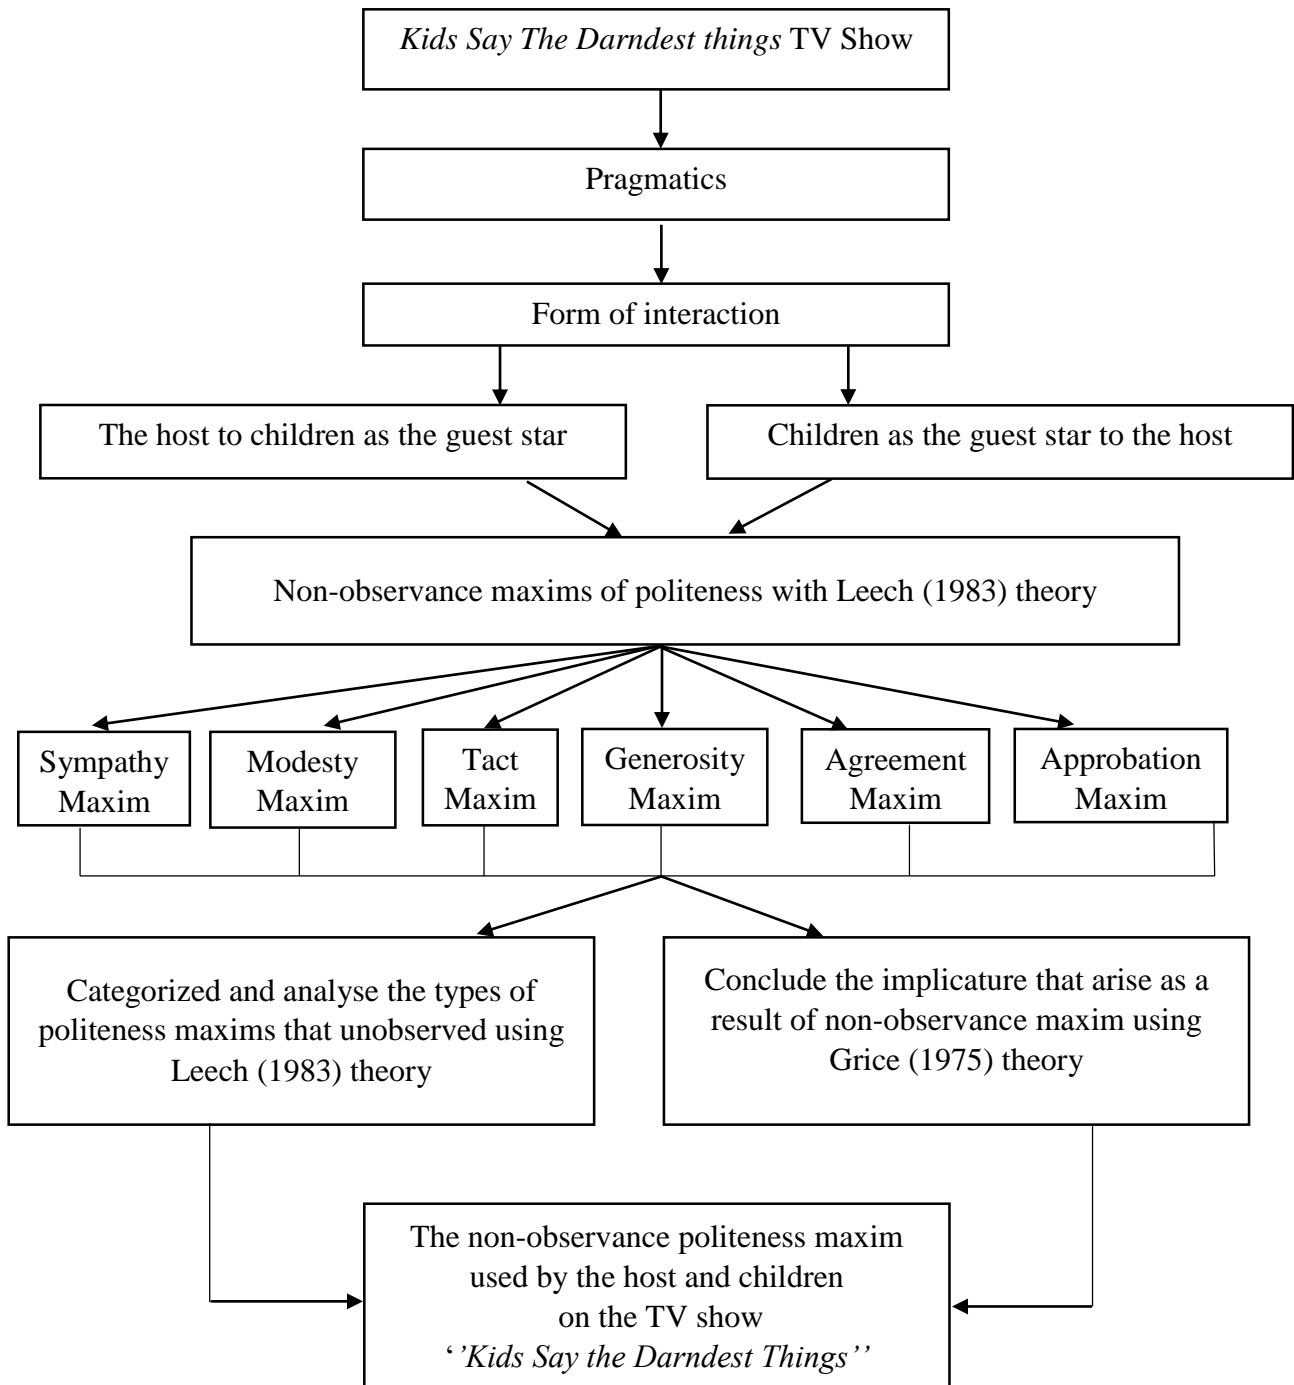 Kids Say The Darndest things TV Show
Pragmatics
Form of interaction
The host to children as the guest star
Children as the guest star to the host
Non-observance maxims of politeness with Leech (1983) theory
Sympathy
Maxim
Modesty
Maxim
Tact
Maxim
Generosity
Maxim
Agreement
Maxim
Approbation
Maxim
Categorized and analyse the types of
politeness maxims that unobserved using
Leech (1983) theory
Conclude the implicature that arise as a
result of non-observance maxim using
Grice (1975) theory
The non-observance politeness maxim
used by the host and children
on the TV show
‘’Kids Say the Darndest Things’’